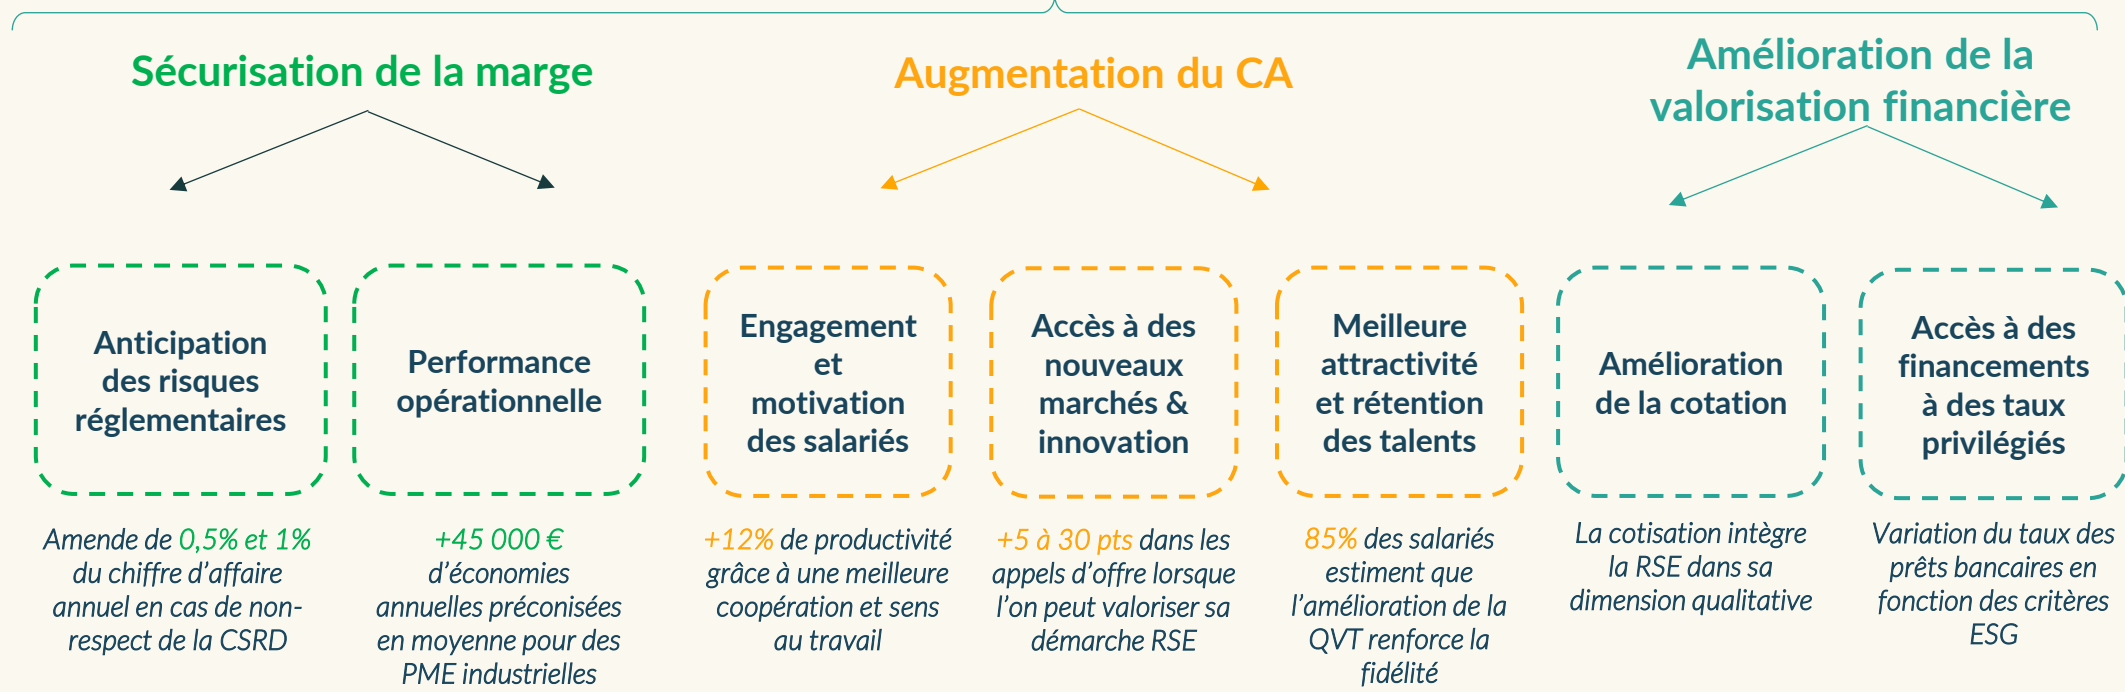 Sécurisation de la marge
Anticipation
des risques
réglementaires
Amende de 0,5% et 1%
du chiffre d’affaire
annuel en cas de non-
respect de la CSRD
Performance
opérationnelle
+45 000 €
d’économies
annuelles préconisées
en moyenne pour des
PME industrielles
Augmentation du CA
Engagement
et
motivation
des salariés
+12% de productivité
grâce à une meilleure
coopération et sens
au travail
Accès à des
nouveaux
marchés &
innovation
+5 à 30 pts dans les
appels d’offre lorsque
l’on peut valoriser sa
démarche RSE
Meilleure
attractivité
et rétention
des talents
85% des salariés
estiment que
l’amélioration de la
QVT renforce la
fidélité
Amélioration de la
valorisation financière
Amélioration
de la cotation
La cotisation intègre
la RSE dans sa
dimension qualitative
Accès à des
financements
à des taux
privilégiés
Variation du taux des
prêts bancaires en
fonction des critères
ESG